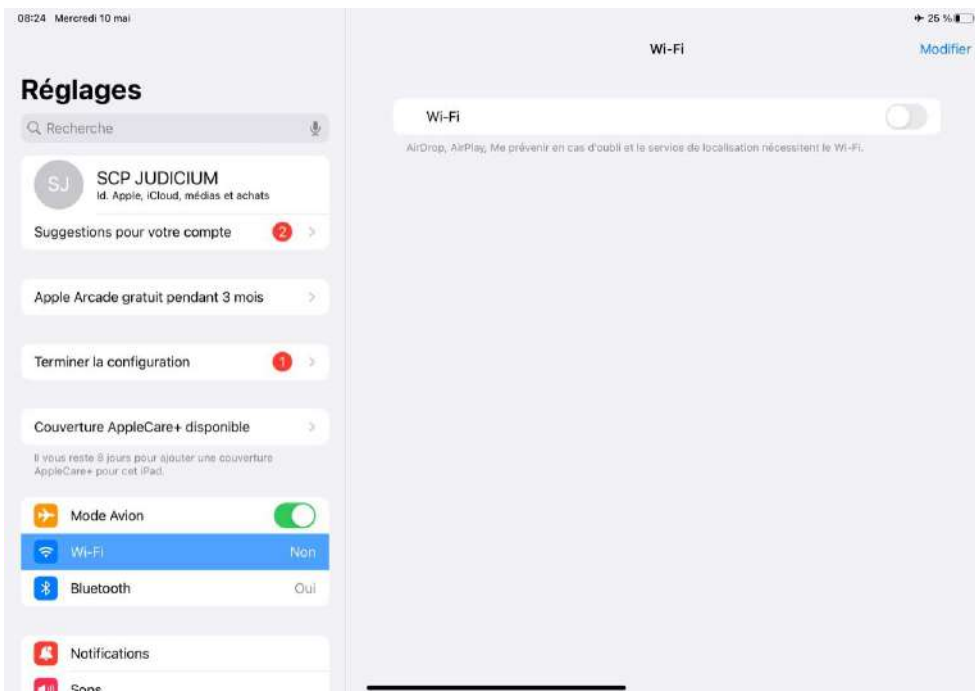 08:24 Mercredi 10 mai
25 %
Réglages
Recherche
SJ
SCP JUDICIUM
Id. Apple, iCloud, médias et achats
Suggestions pour votre compte 2
Apple Arcade gratuit pendant 3 mois
Terminer la configuration 1
Couverture AppleCare+ disponible
Il vous reste 8 jours pour ajouter une couverture
AppleCare+ pour cet iPad.
Mode Avion
Wi-Fi Non
Bluetooth Oui
Notifications
Sons
Wi-Fi
Modifier
Wi-Fi
AirDrop, AirPlay, Me prévenir en cas d'oubli et le service de localisation nécessitent le Wi-Fi.